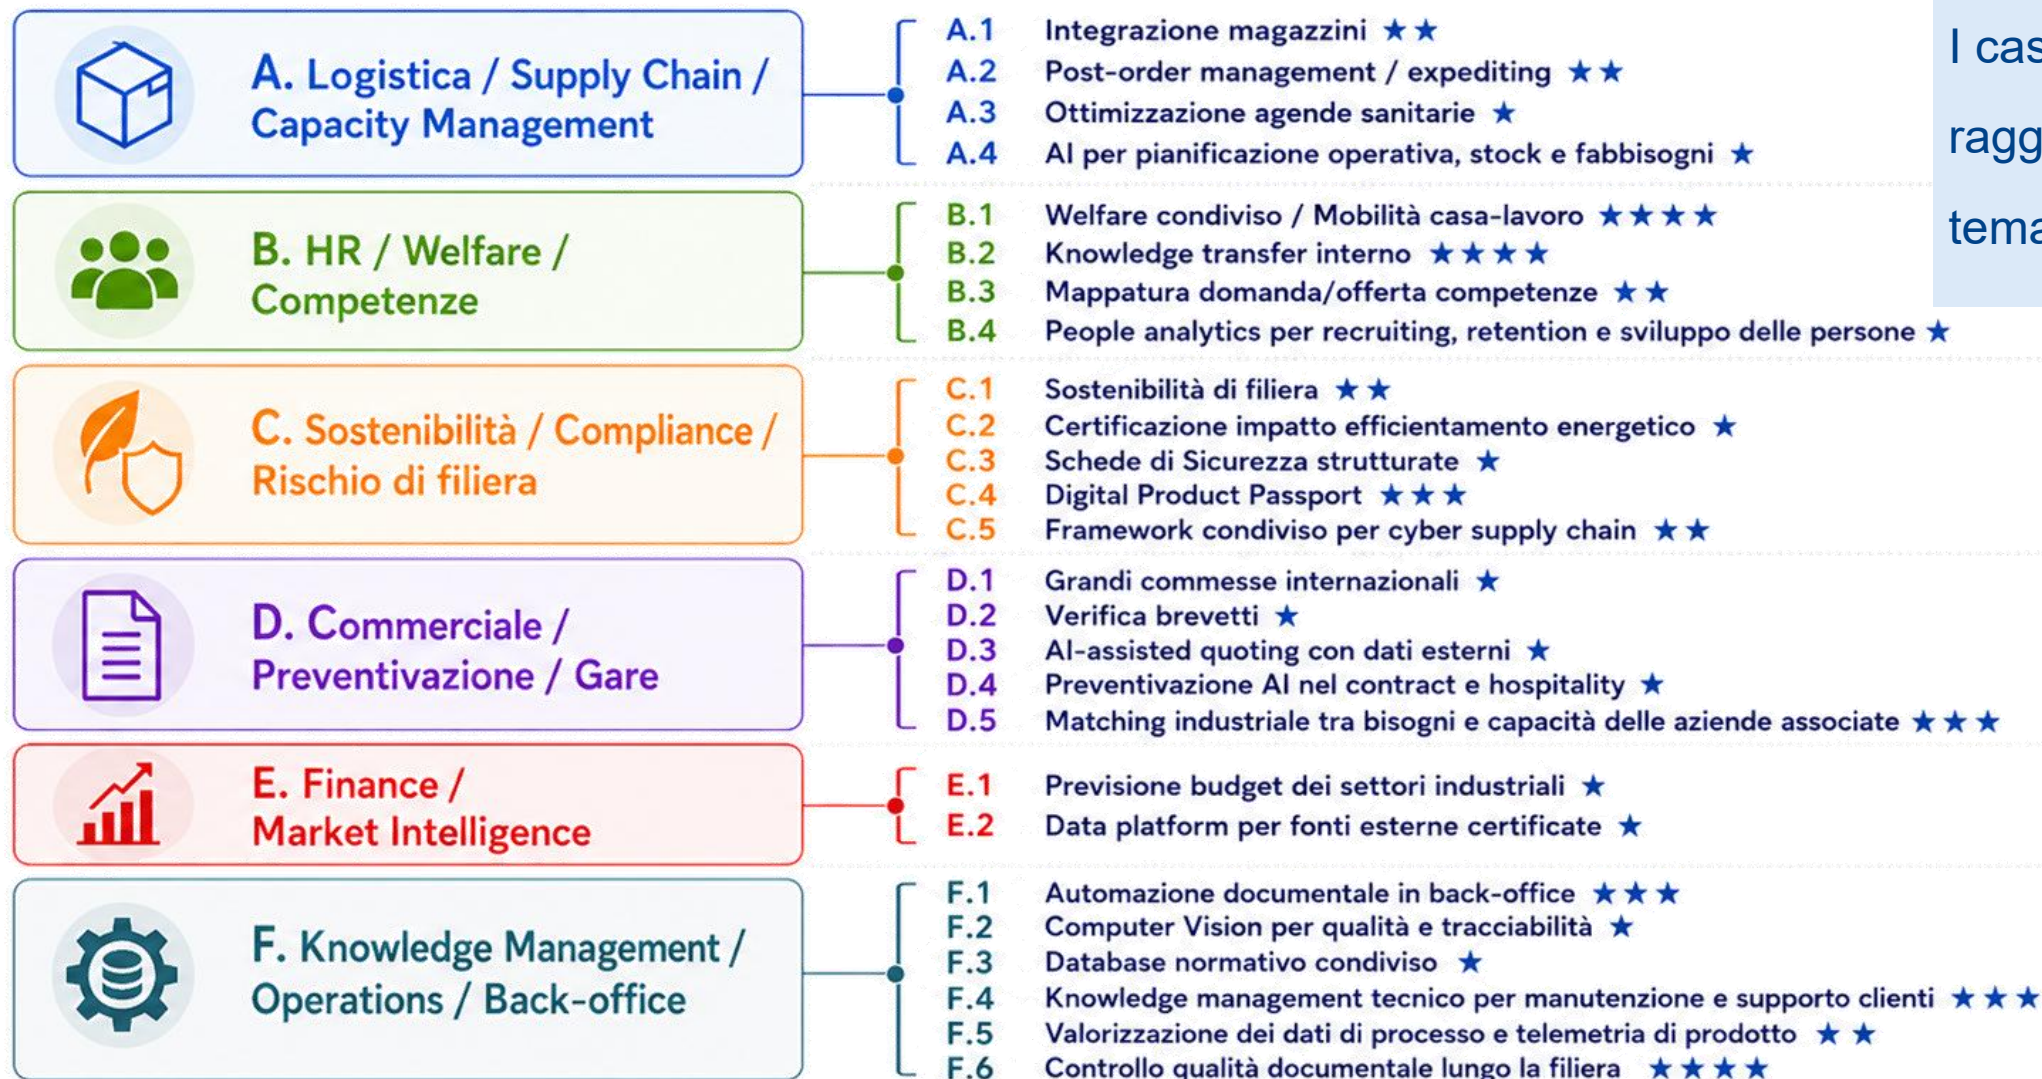 A. Logistica / Supply Chain /
Capacity Management
A.1 Integrazione magazzini ★★
A.2 Post-order management / expediting ★★
A.3 Ottimizzazione agende sanitarie ★
A.4 AI per pianificazione operativa, stock e fabbisogni ★
B. HR / Welfare /
Competenze
B.1 Welfare condiviso / Mobilità casa-lavoro ★★★★
B.2 Knowledge transfer interno ★★★★
B.3 Mappatura domanda/offerta competenze ★★
B.4 People analytics per recruiting, retention e sviluppo delle persone ★
C. Sostenibilità / Compliance /
Rischio di filiera
C.1 Sostenibilità di filiera ★★
C.2 Certificazione impatto efficientamento energetico ★
C.3 Schede di Sicurezza strutturate ★
C.4 Digital Product Passport ★★★
C.5 Framework condiviso per cyber supply chain ★★
D. Commerciale /
Preventivazione / Gare
D.1 Grandi commesse internazionali ★
D.2 Verifica brevetti ★
D.3 AI-assisted quoting con dati esterni ★
D.4 Preventivazione AI nel contract e hospitality ★
D.5 Matching industriale tra bisogni e capacità delle aziende associate ★★★
E. Finance /
Market Intelligence
E.1 Previsione budget dei settori industriali ★
E.2 Data platform per fonti esterne certificate ★
F. Knowledge Management /
Operations / Back-office
F.1 Automazione documentale in back-office ★★★
F.2 Computer Vision per qualità e tracciabilità ★
F.3 Database normativo condiviso ★
F.4 Knowledge management tecnico per manutenzione e supporto clienti ★★★
F.5 Valorizzazione dei dati di processo e telemetria di prodotto ★★
F.6 Controllo qualità documentale lungo la filiera ★★★★
I cas
ragg
tema